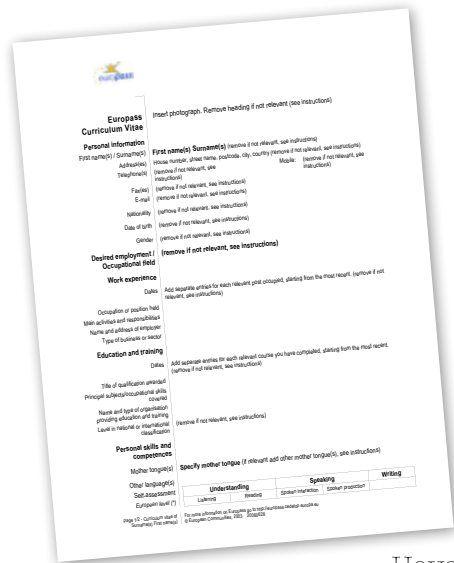 europass
Europass
Curriculum Vitae
Insert photograph. Remove heading if not relevant (see instructions)
Personal information
First name(s) / Surname(s) First name(s) Surname(s) (remove if not relevant, see instructions)
Address(es) House number, street name, postcode, city, country (remove if not relevant, see instructions)
Telephone(s) (remove if not relevant, see instructions) Mobile: (remove if not relevant, see instructions)
Fax(es) (remove if not relevant, see instructions)
E-mail (remove if not relevant, see instructions)
Nationality (remove if not relevant, see instructions)
Date of birth (remove if not relevant, see instructions)
Gender (remove if not relevant, see instructions)
Desired employment / Occupational field (remove if not relevant, see instructions)
Work experience
Dates Add separate entries for each relevant post occupied, starting from the most recent. (remove if not relevant, see instructions)
Occupation or position held
Main activities and responsibilities
Name and address of employer
Type of business or sector
Education and training
Dates Add separate entries for each relevant course you have completed, starting from the most recent. (remove if not relevant, see instructions)
Title of qualification awarded
Principal subjects/occupational skills covered
Name and type of organisation providing education and training
Level in national or international classification (remove if not relevant, see instructions)
Personal skills and competences
Mother tongue(s) Specify mother tongue (if relevant add other mother tongue(s), see instructions)
Other language(s)
Self-assessment Understanding Speaking Writing
European level (*) Listening Reading Spoken interaction Spoken production
Page 1/2 - Curriculum vitae of Surname(s) First name(s)
For more information on Europass go to
© European Communities, 2003